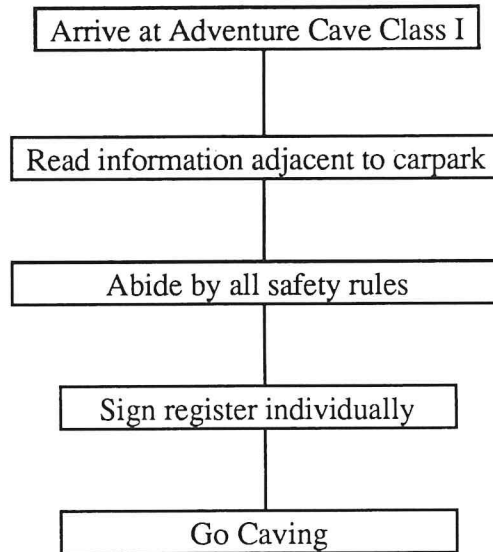 Arrive at Adventure Cave Class I
Read information adjacent to carpark
Abide by all safety rules
Sign register individually
Go Caving